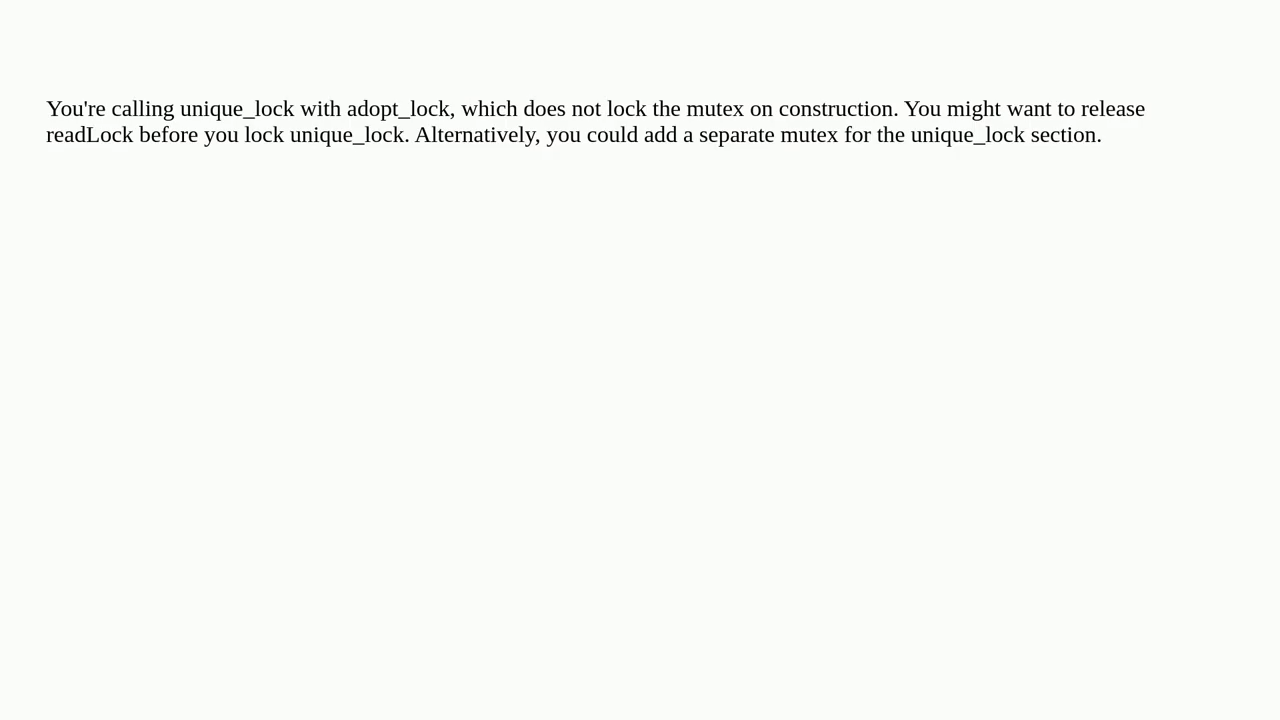 You're calling unique_lock with adopt_lock, which does not lock the mutex on construction. You might want to release
readLock before you lock unique_lock. Alternatively, you could add a separate mutex for the unique_lock section.